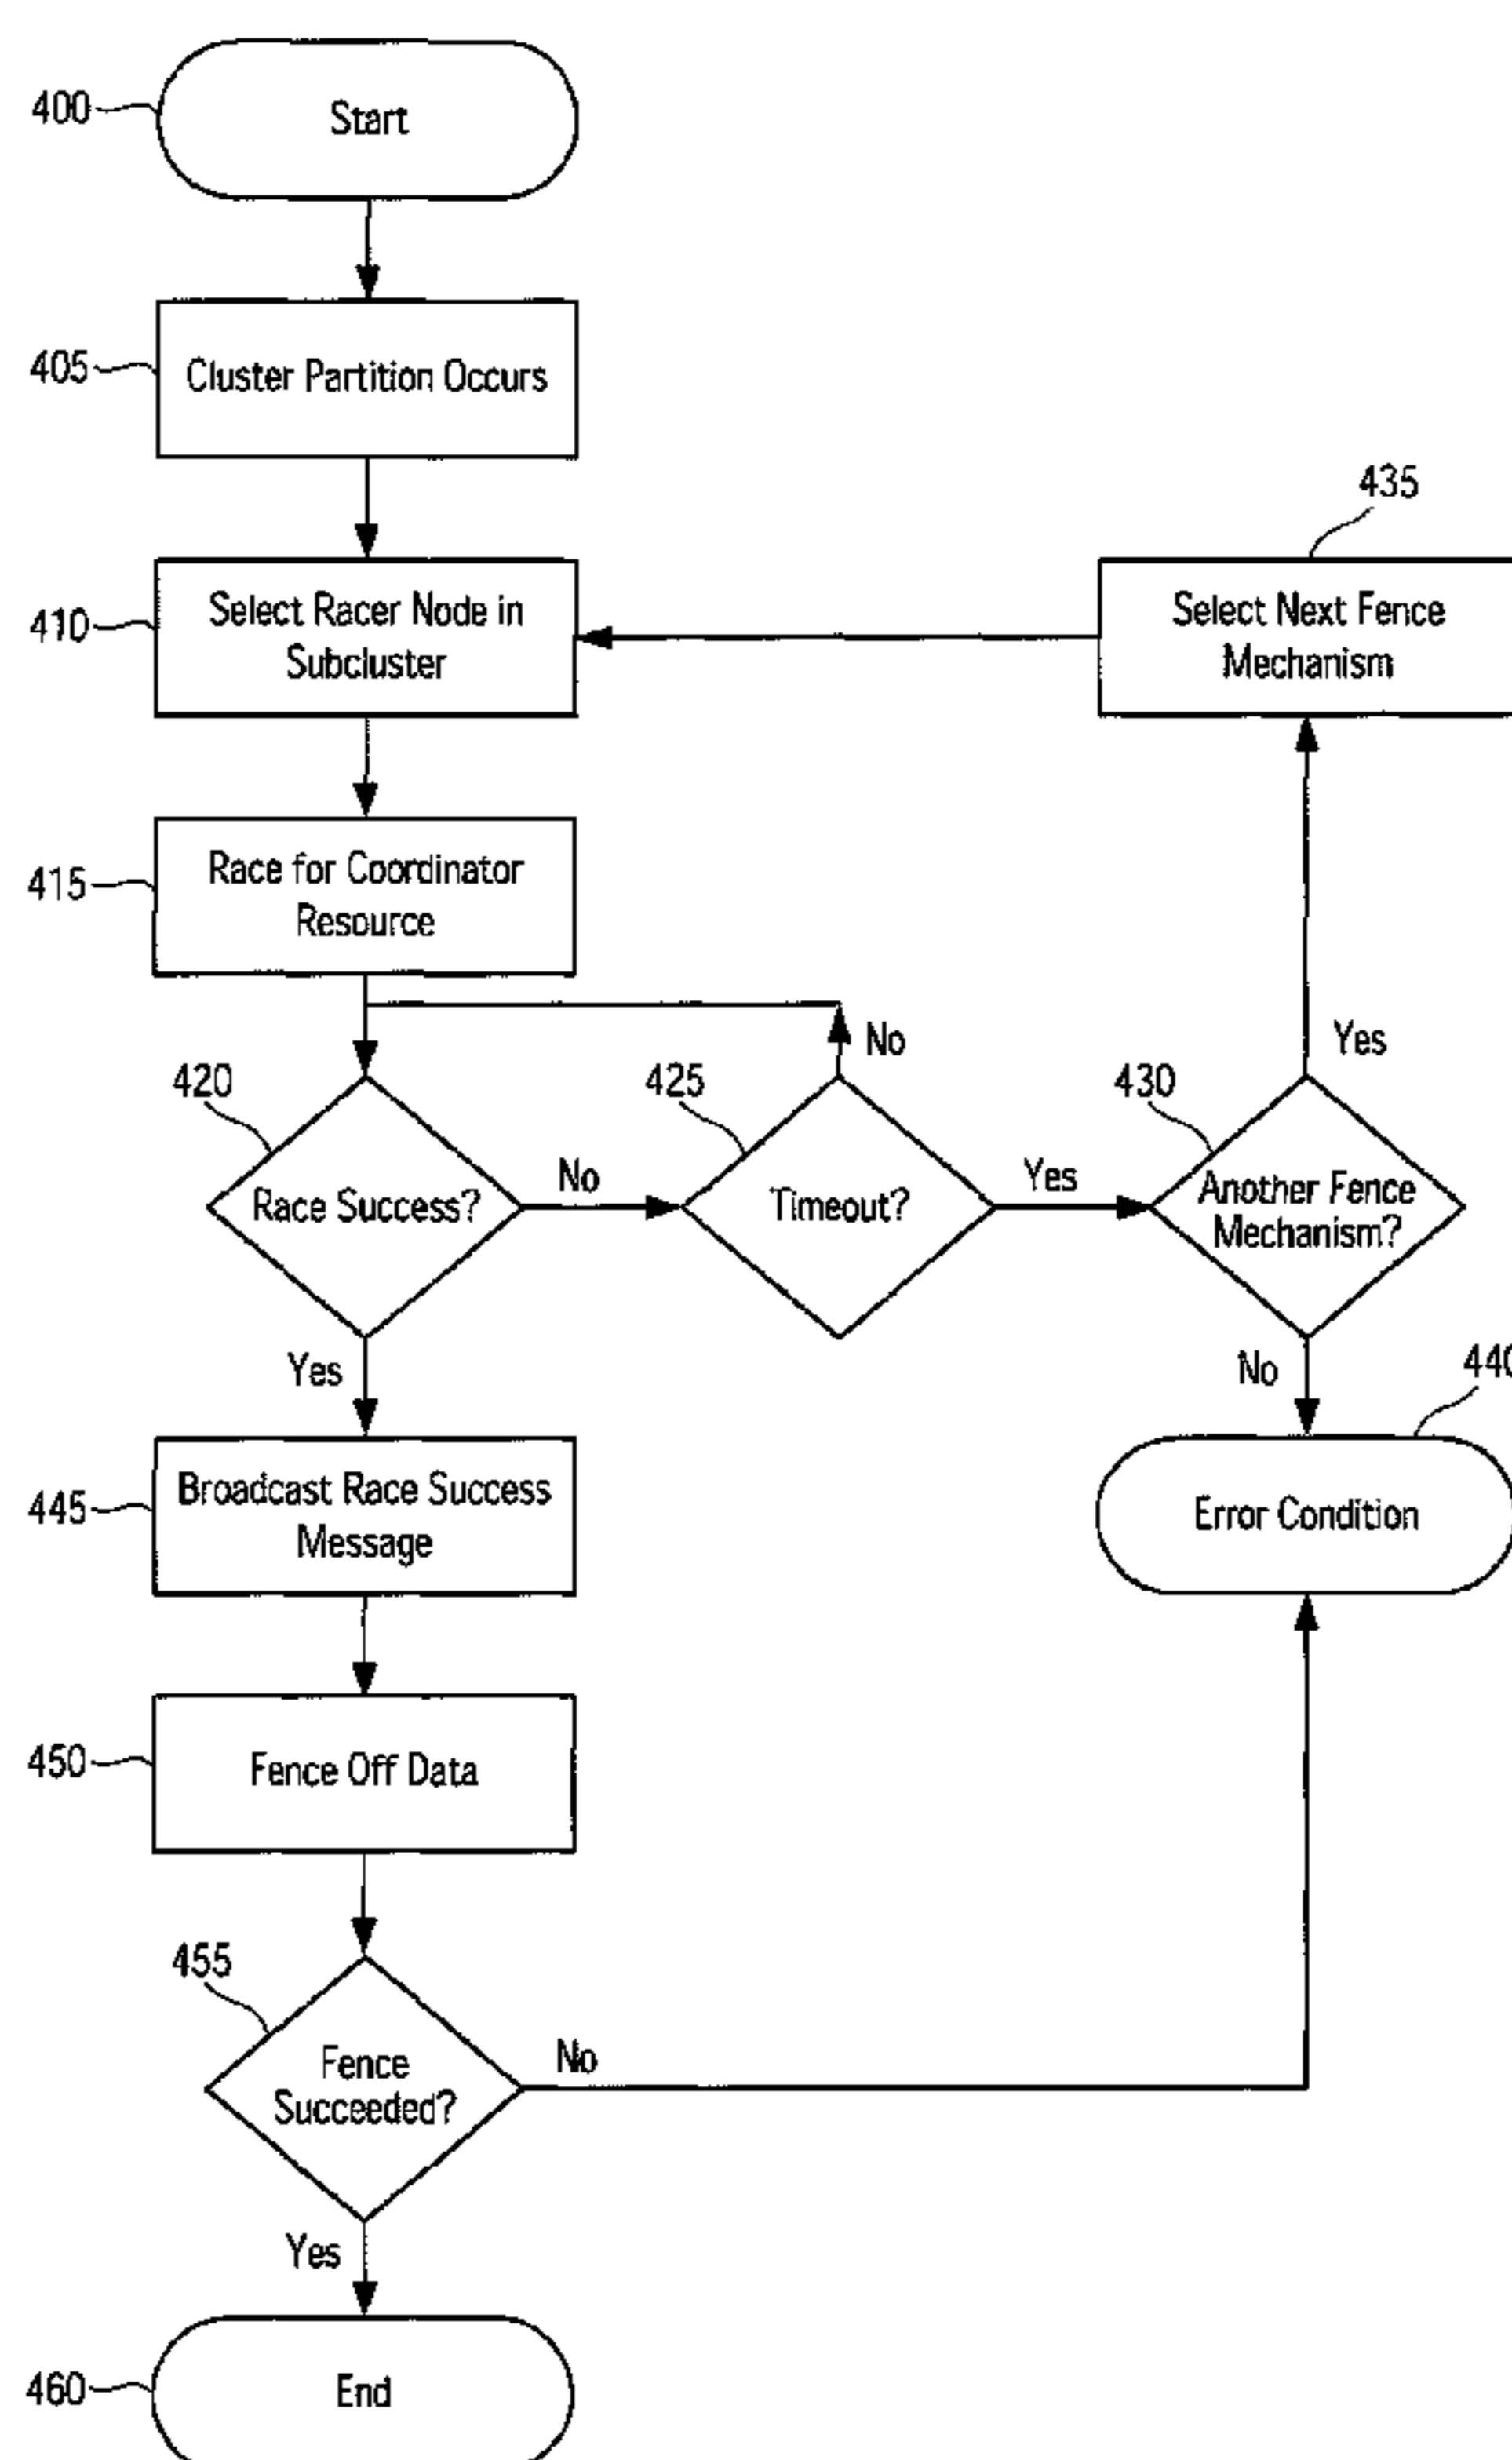 400
Start
405
Cluster Partition Occurs
435
410
Select Racer Node in
Subcluster
Select Next Fence
Mechanism
415
Race for Coordinator
Resource
No
Yes
420
425
430
Race Success?
No
Timeout?
Yes
Another Fence
Mechanism?
Yes
No
440
445
Broadcast Race Success
Message
Error Condition
450
Fence Off Data
455
Fence
Succeeded?
No
Yes
460
End